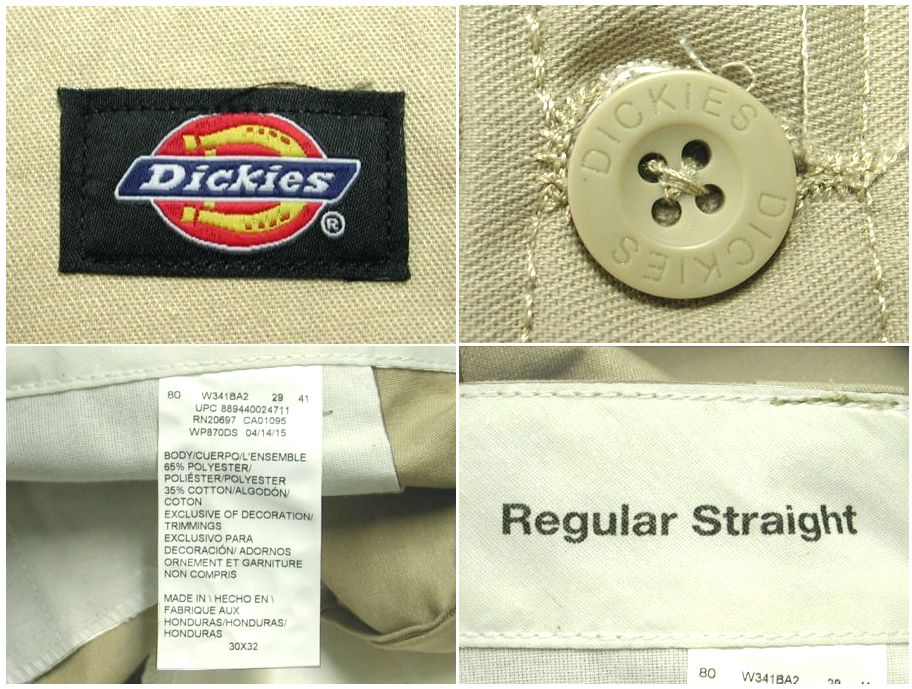 Dickies ®
DICKIES
DICKIES
80 W341BA2 29 41
UPC 889440024711
RN20697 CA01095
WP870DS 04/14/15
BODY/CUERPO/L'ENSEMBLE
65% POLYESTER/
POLIÉSTER/POLYESTER
35% COTTON/ALGODÓN/
COTON
EXCLUSIVE OF DECORATION/
TRIMMINGS
EXCLUSIVO PARA
DECORACIÓN/ ADORNOS
ORNEMENT ET GARNITURE
NON COMPRIS
MADE IN \ HECHO EN \
FABRIQUE AUX
HONDURAS/HONDURAS/
HONDURAS
30X32
Regular Straight
80 W341BA2 29 41